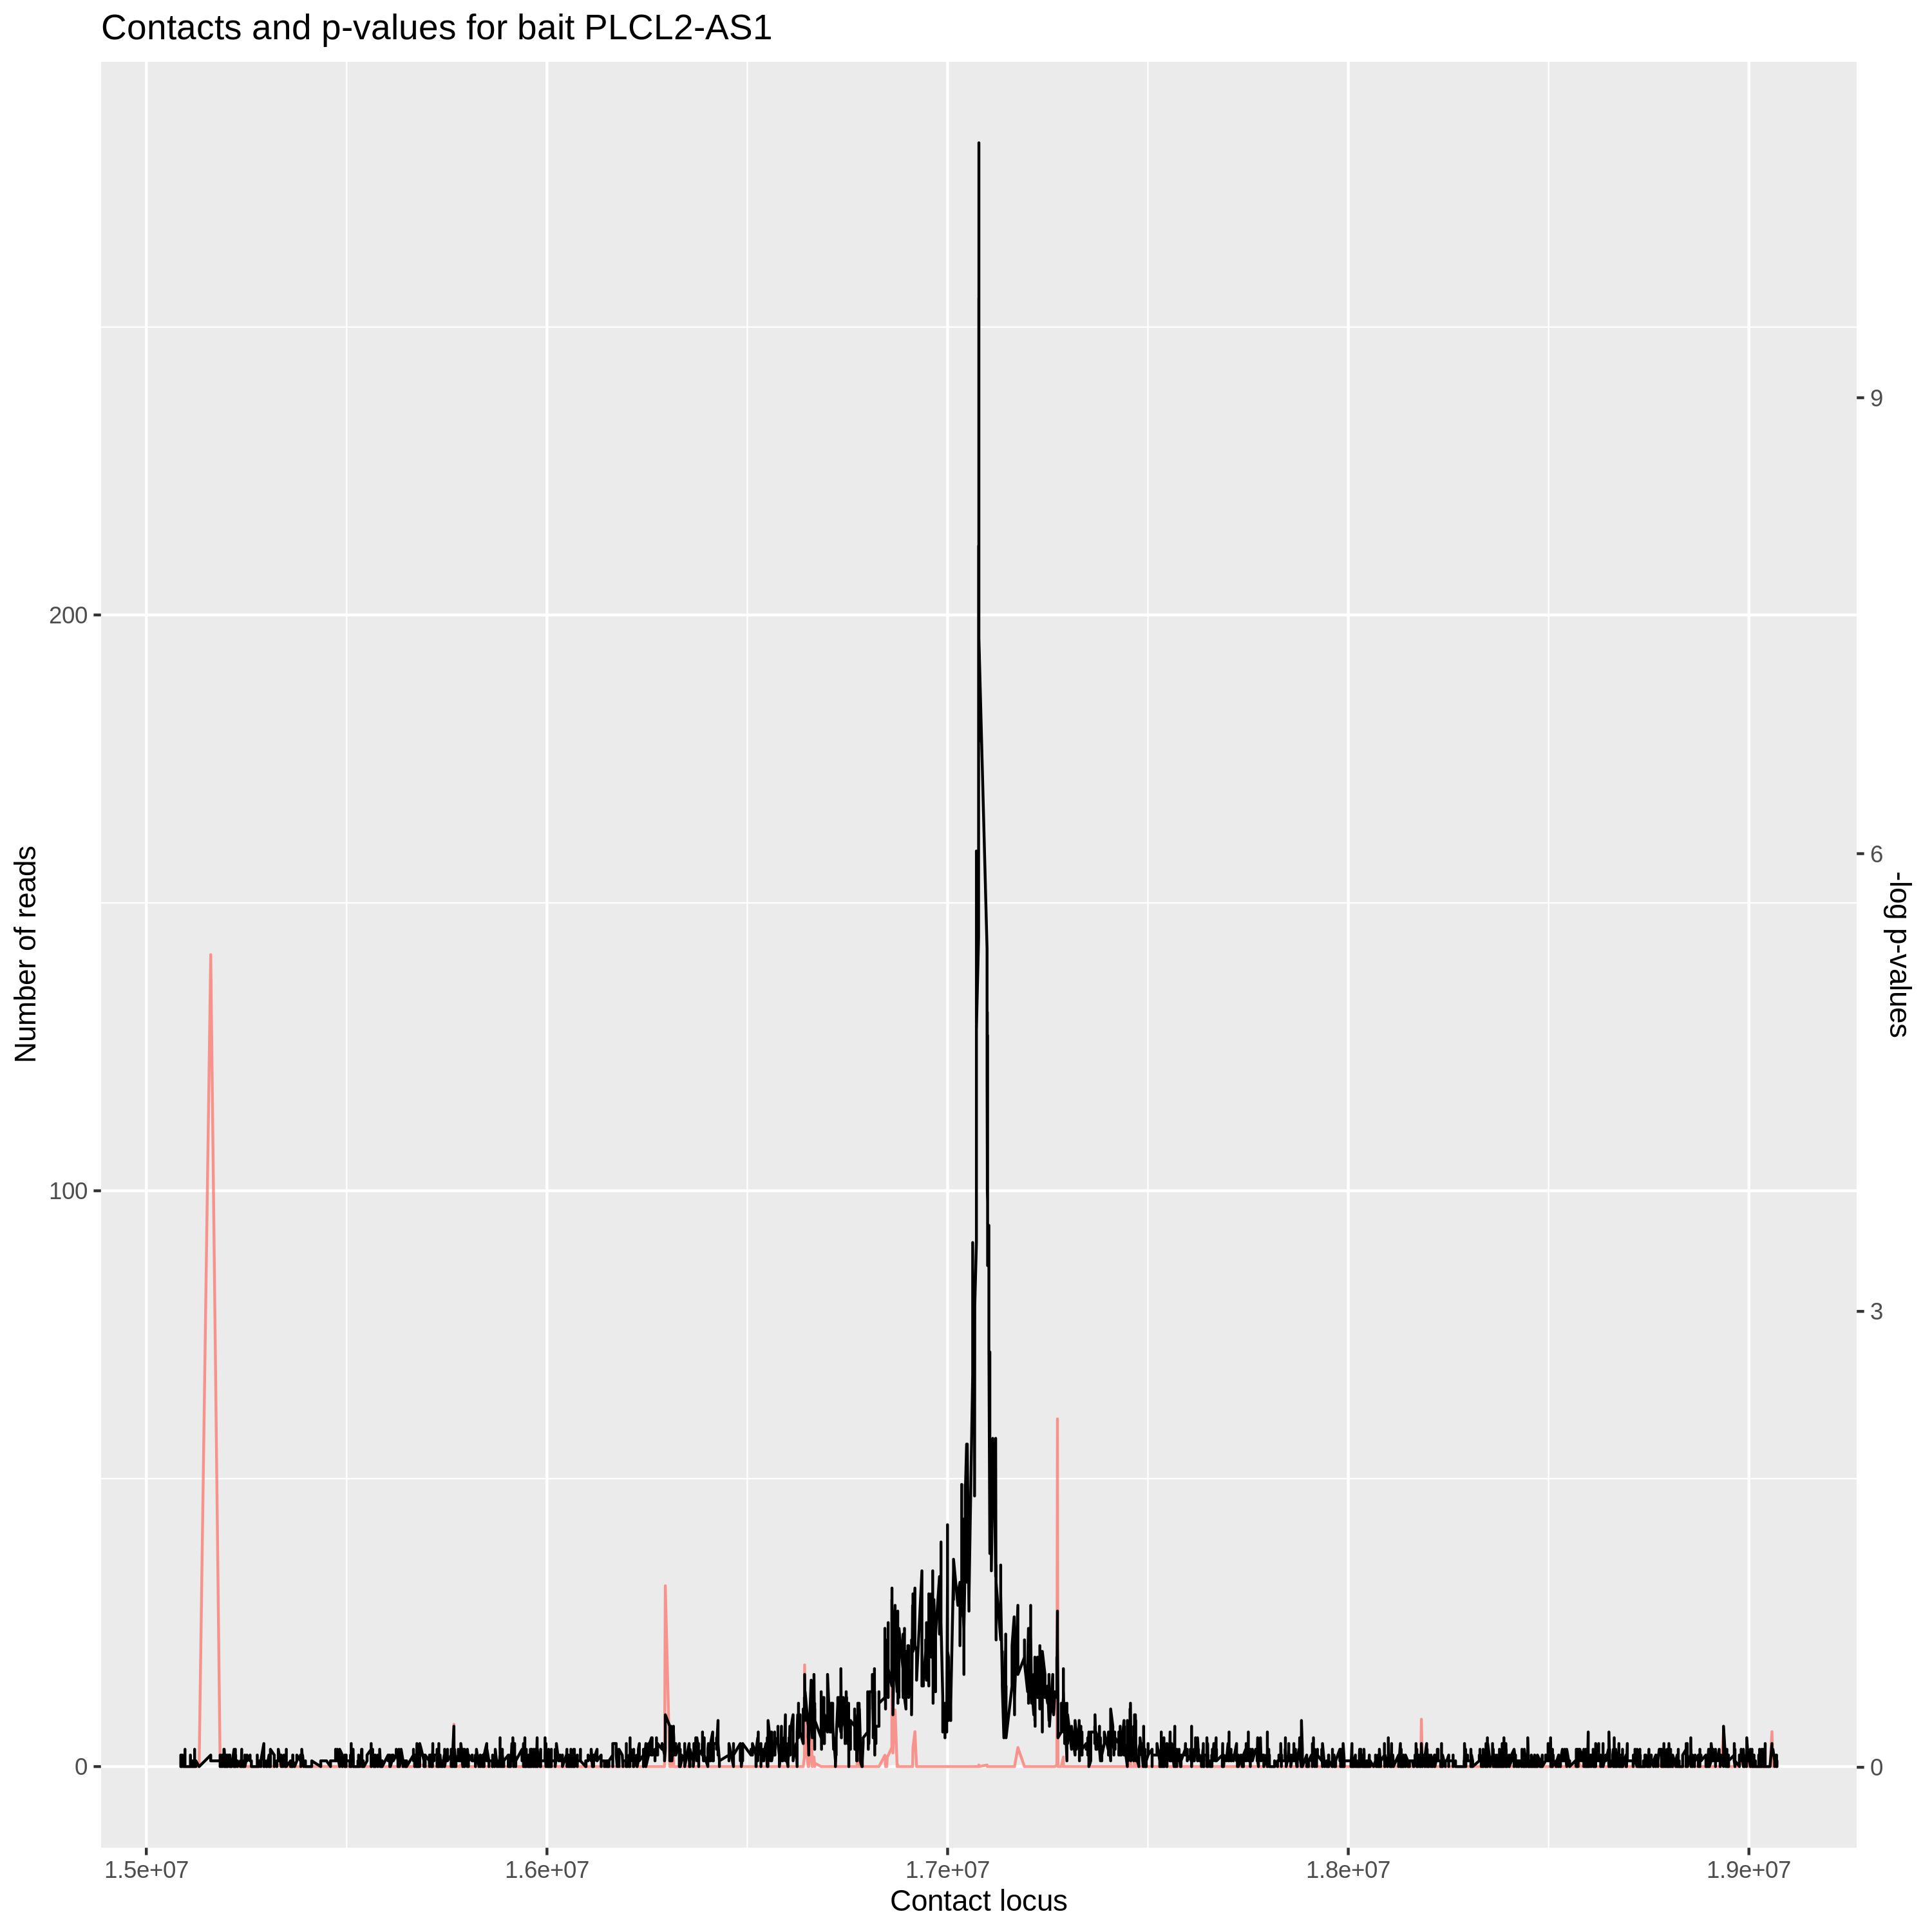 Contacts and p-values for bait PLCL2-AS1
Number of reads
200
100
0
9
6
3
0
-log p-values
1.5e+07
1.6e+07
1.7e+07
1.8e+07
1.9e+07
Contact locus